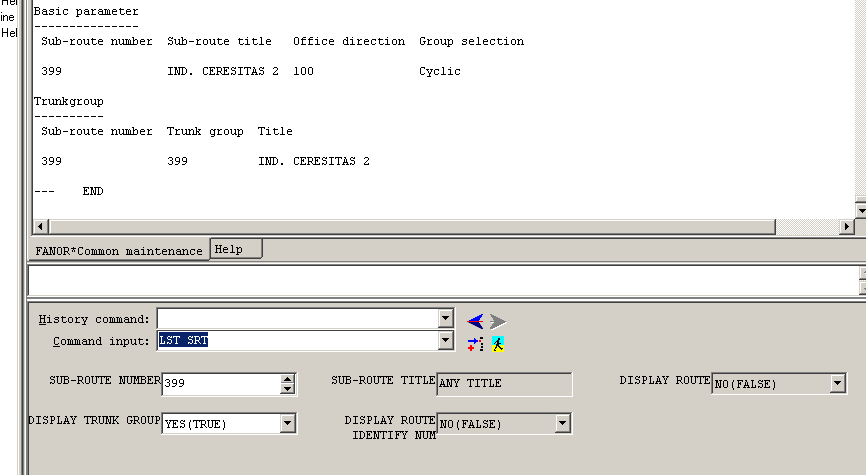 Hel
ine
Hel
Basic parameter
---------------
Sub-route number  Sub-route title  Office direction  Group selection
399  IND. CERESITAS 2  100  Cyclic
Trunkgroup
----------
Sub-route number  Trunk group  Title
399  399  IND. CERESITAS 2
---    END
FANOR*Common maintenance  Help
History command:
Command input: LST SRT
SUB-ROUTE NUMBER 399  SUB-ROUTE TITLE ANY TITLE  DISPLAY ROUTE NO(FALSE)
DISPLAY TRUNK GROUP YES(TRUE)  DISPLAY ROUTE
IDENTIFY NUM NO(FALSE)